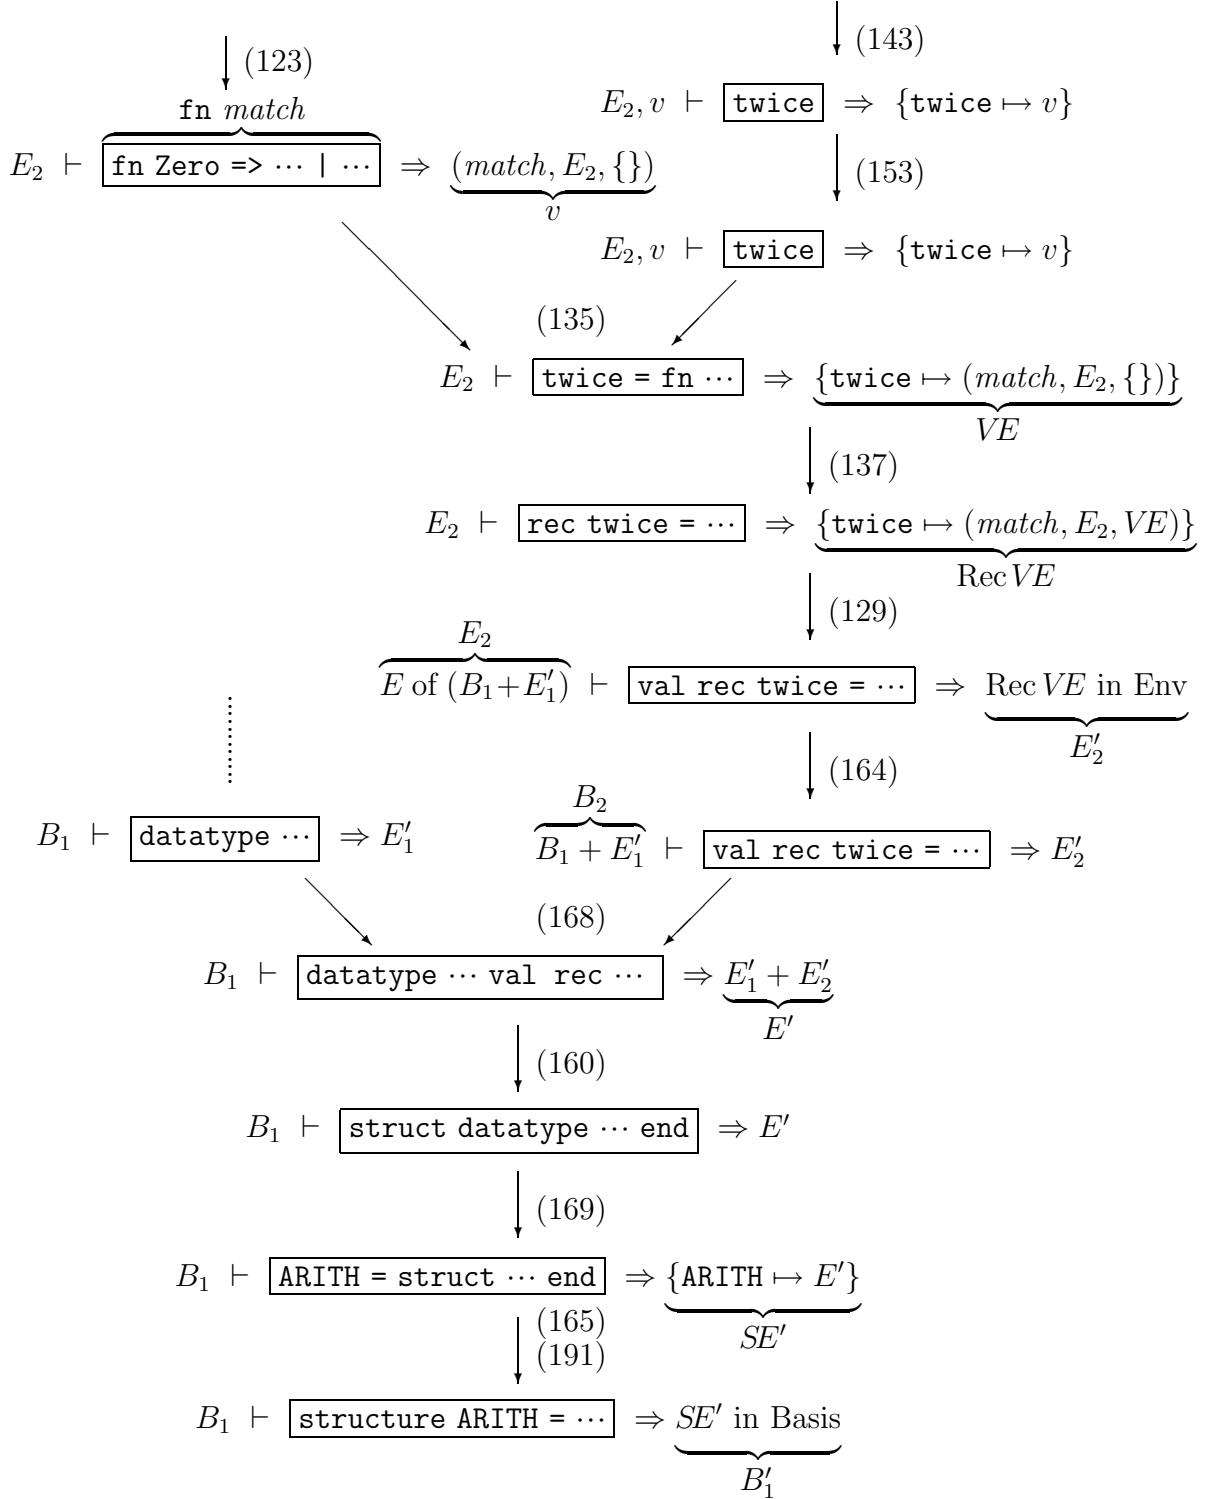 (143)
(123)
fn match
E₂, v ⊢ twice ⇒ {twice ↦ v}
E₂ ⊢ fn Zero => ··· | ··· ⇒ (match, E₂, {})
v
(153)
E₂, v ⊢ twice ⇒ {twice ↦ v}
(135)
E₂ ⊢ twice = fn ··· ⇒ {twice ↦ (match, E₂, {})}
VE
(137)
E₂ ⊢ rec twice = ··· ⇒ {twice ↦ (match, E₂, VE)}
Rec VE
(129)
E₂
E of (B₁+E′₁) ⊢ val rec twice = ··· ⇒ Rec VE in Env
E′₂
(164)
B₂
B₁ ⊢ datatype ··· ⇒ E′₁
B₁ + E′₁ ⊢ val rec twice = ··· ⇒ E′₂
(168)
B₁ ⊢ datatype ··· val rec ··· ⇒ E′₁ + E′₂
E′
(160)
B₁ ⊢ struct datatype ··· end ⇒ E′
(169)
B₁ ⊢ ARITH = struct ··· end ⇒ {ARITH ↦ E′}
SE′
(165)
(191)
B₁ ⊢ structure ARITH = ··· ⇒ SE′ in Basis
B′₁